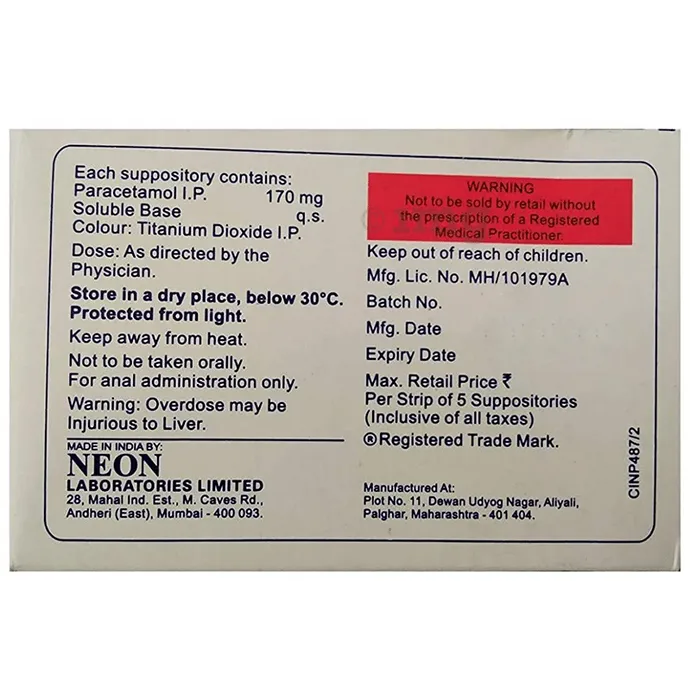 Each suppository contains:
Paracetamol I.P. 170 mg
Soluble Base q.s.
Colour: Titanium Dioxide I.P.
Dose: As directed by the
Physician.
Store in a dry place, below 30°C.
Protected from light.
Keep away from heat.
Not to be taken orally.
For anal administration only.
Warning: Overdose may be
Injurious to Liver.
MADE IN INDIA BY:
NEON
LABORATORIES LIMITED
28, Mahal Ind. Est., M. Caves Rd.,
Andheri (East), Mumbai - 400 093.
WARNING
Not to be sold by retail without
the prescription of a Registered
Medical Practitioner.
Keep out of reach of children.
Mfg. Lic. No. MH/101979A
Batch No.
Mfg. Date
Expiry Date
Max. Retail Price ₹
Per Strip of 5 Suppositories
(Inclusive of all taxes)
®Registered Trade Mark.
Manufactured At:
Plot No. 11, Dewan Udyog Nagar, Aliyali,
Palghar, Maharashtra - 401 404.
CINP487/2